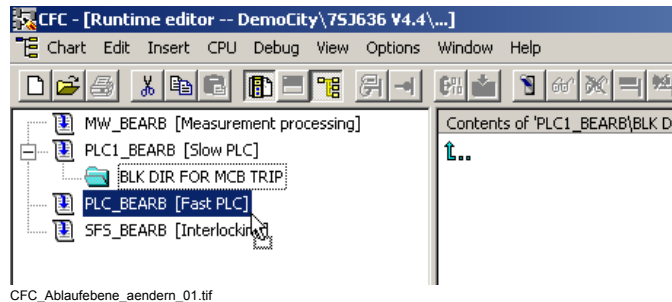 CFC - [Runtime editor -- DemoCity\7SJ636 V4.4\...]
Chart Edit Insert CPU Debug View Options Window Help
MW_BEARB [Measurement processing]
Contents of 'PLC1_BEARB\BLK D
PLC1_BEARB [Slow PLC]
BLK DIR FOR MCB TRIP
PLC_BEARB [Fast PLC]
SFS_BEARB [Interlocking]
CFC_Ablaufebene_aendern_01.tif